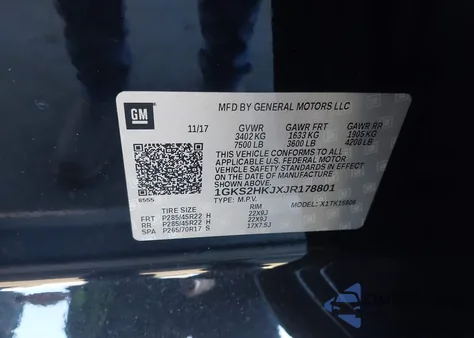 MFD BY GENERAL MOTORS LLC
GM
11/17 GVWR GAWR FRT GAWR RR
3402 KG 1633 KG 1905 KG
7500 LB 3600 LB 4200 LB
THIS VEHICLE CONFORMS TO ALL
APPLICABLE U.S. FEDERAL MOTOR
VEHICLE SAFETY STANDARDS IN EFFECT
ON THE DATE OF MANUFACTURE SHOWN ABOVE.
1GKS2HKJXJR178801
8555
TYPE: M.P.V. MODEL: X1TK15906
TIRE SIZE RIM
FRT P285/45R22 H 22X9J
RR P285/45R22 H 22X9J
SPA P265/70R17 S 17X7.5J